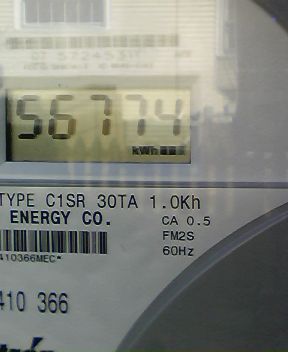 56774
kWh
TYPE C1SR 30TA 1.0Kh
ENERGY CO.
CA 0.5
FM2S
60Hz
410366MEC*
410 366